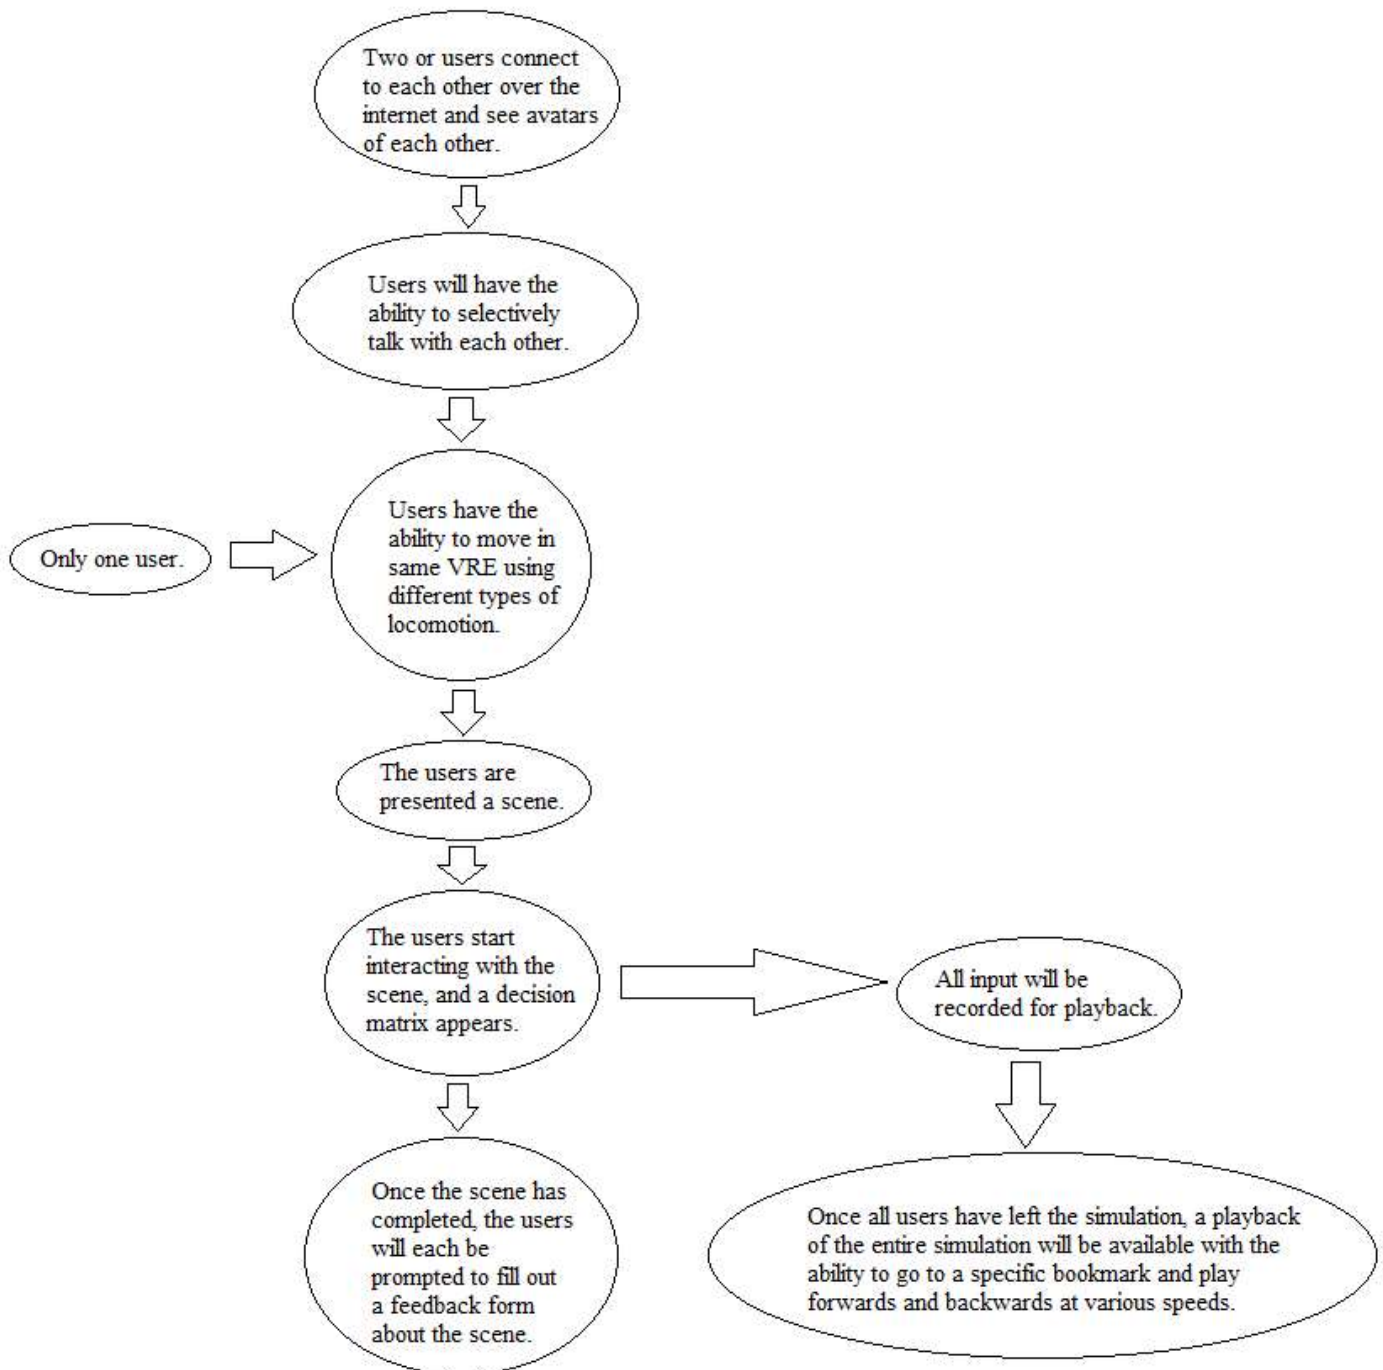 Two or users connect
to each other over the
internet and see avatars
of each other.
Users will have the
ability to selectively
talk with each other.
Only one user.
Users have the
ability to move in
same VRE using
different types of
locomotion.
The users are
presented a scene.
The users start
interacting with the
scene, and a decision
matrix appears.
All input will be
recorded for playback.
Once the scene has
completed, the users
will each be
prompted to fill out
a feedback form
about the scene.
Once all users have left the simulation, a playback
of the entire simulation will be available with the
ability to go to a specific bookmark and play
forwards and backwards at various speeds.